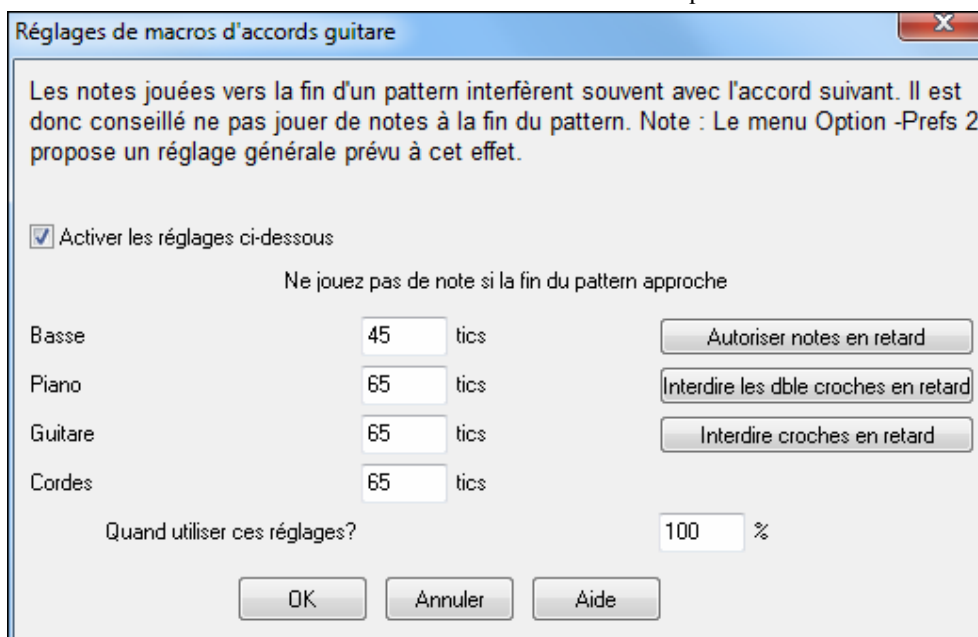 Réglages de macros d'accords guitare
Les notes jouées vers la fin d'un pattern interfèrent souvent avec l'accord suivant. Il est
donc conseillé ne pas jouer de notes à la fin du pattern. Note : Le menu Option -Prefs 2
propose un réglage générale prévu à cet effet.
Activer les réglages ci-dessous
Ne jouez pas de note si la fin du pattern approche
Basse 45 tics Autoriser notes en retard
Piano 65 tics Interdire les dble croches en retard
Guitare 65 tics Interdire croches en retard
Cordes 65 tics
Quand utiliser ces réglages? 100 %
OK Annuler Aide